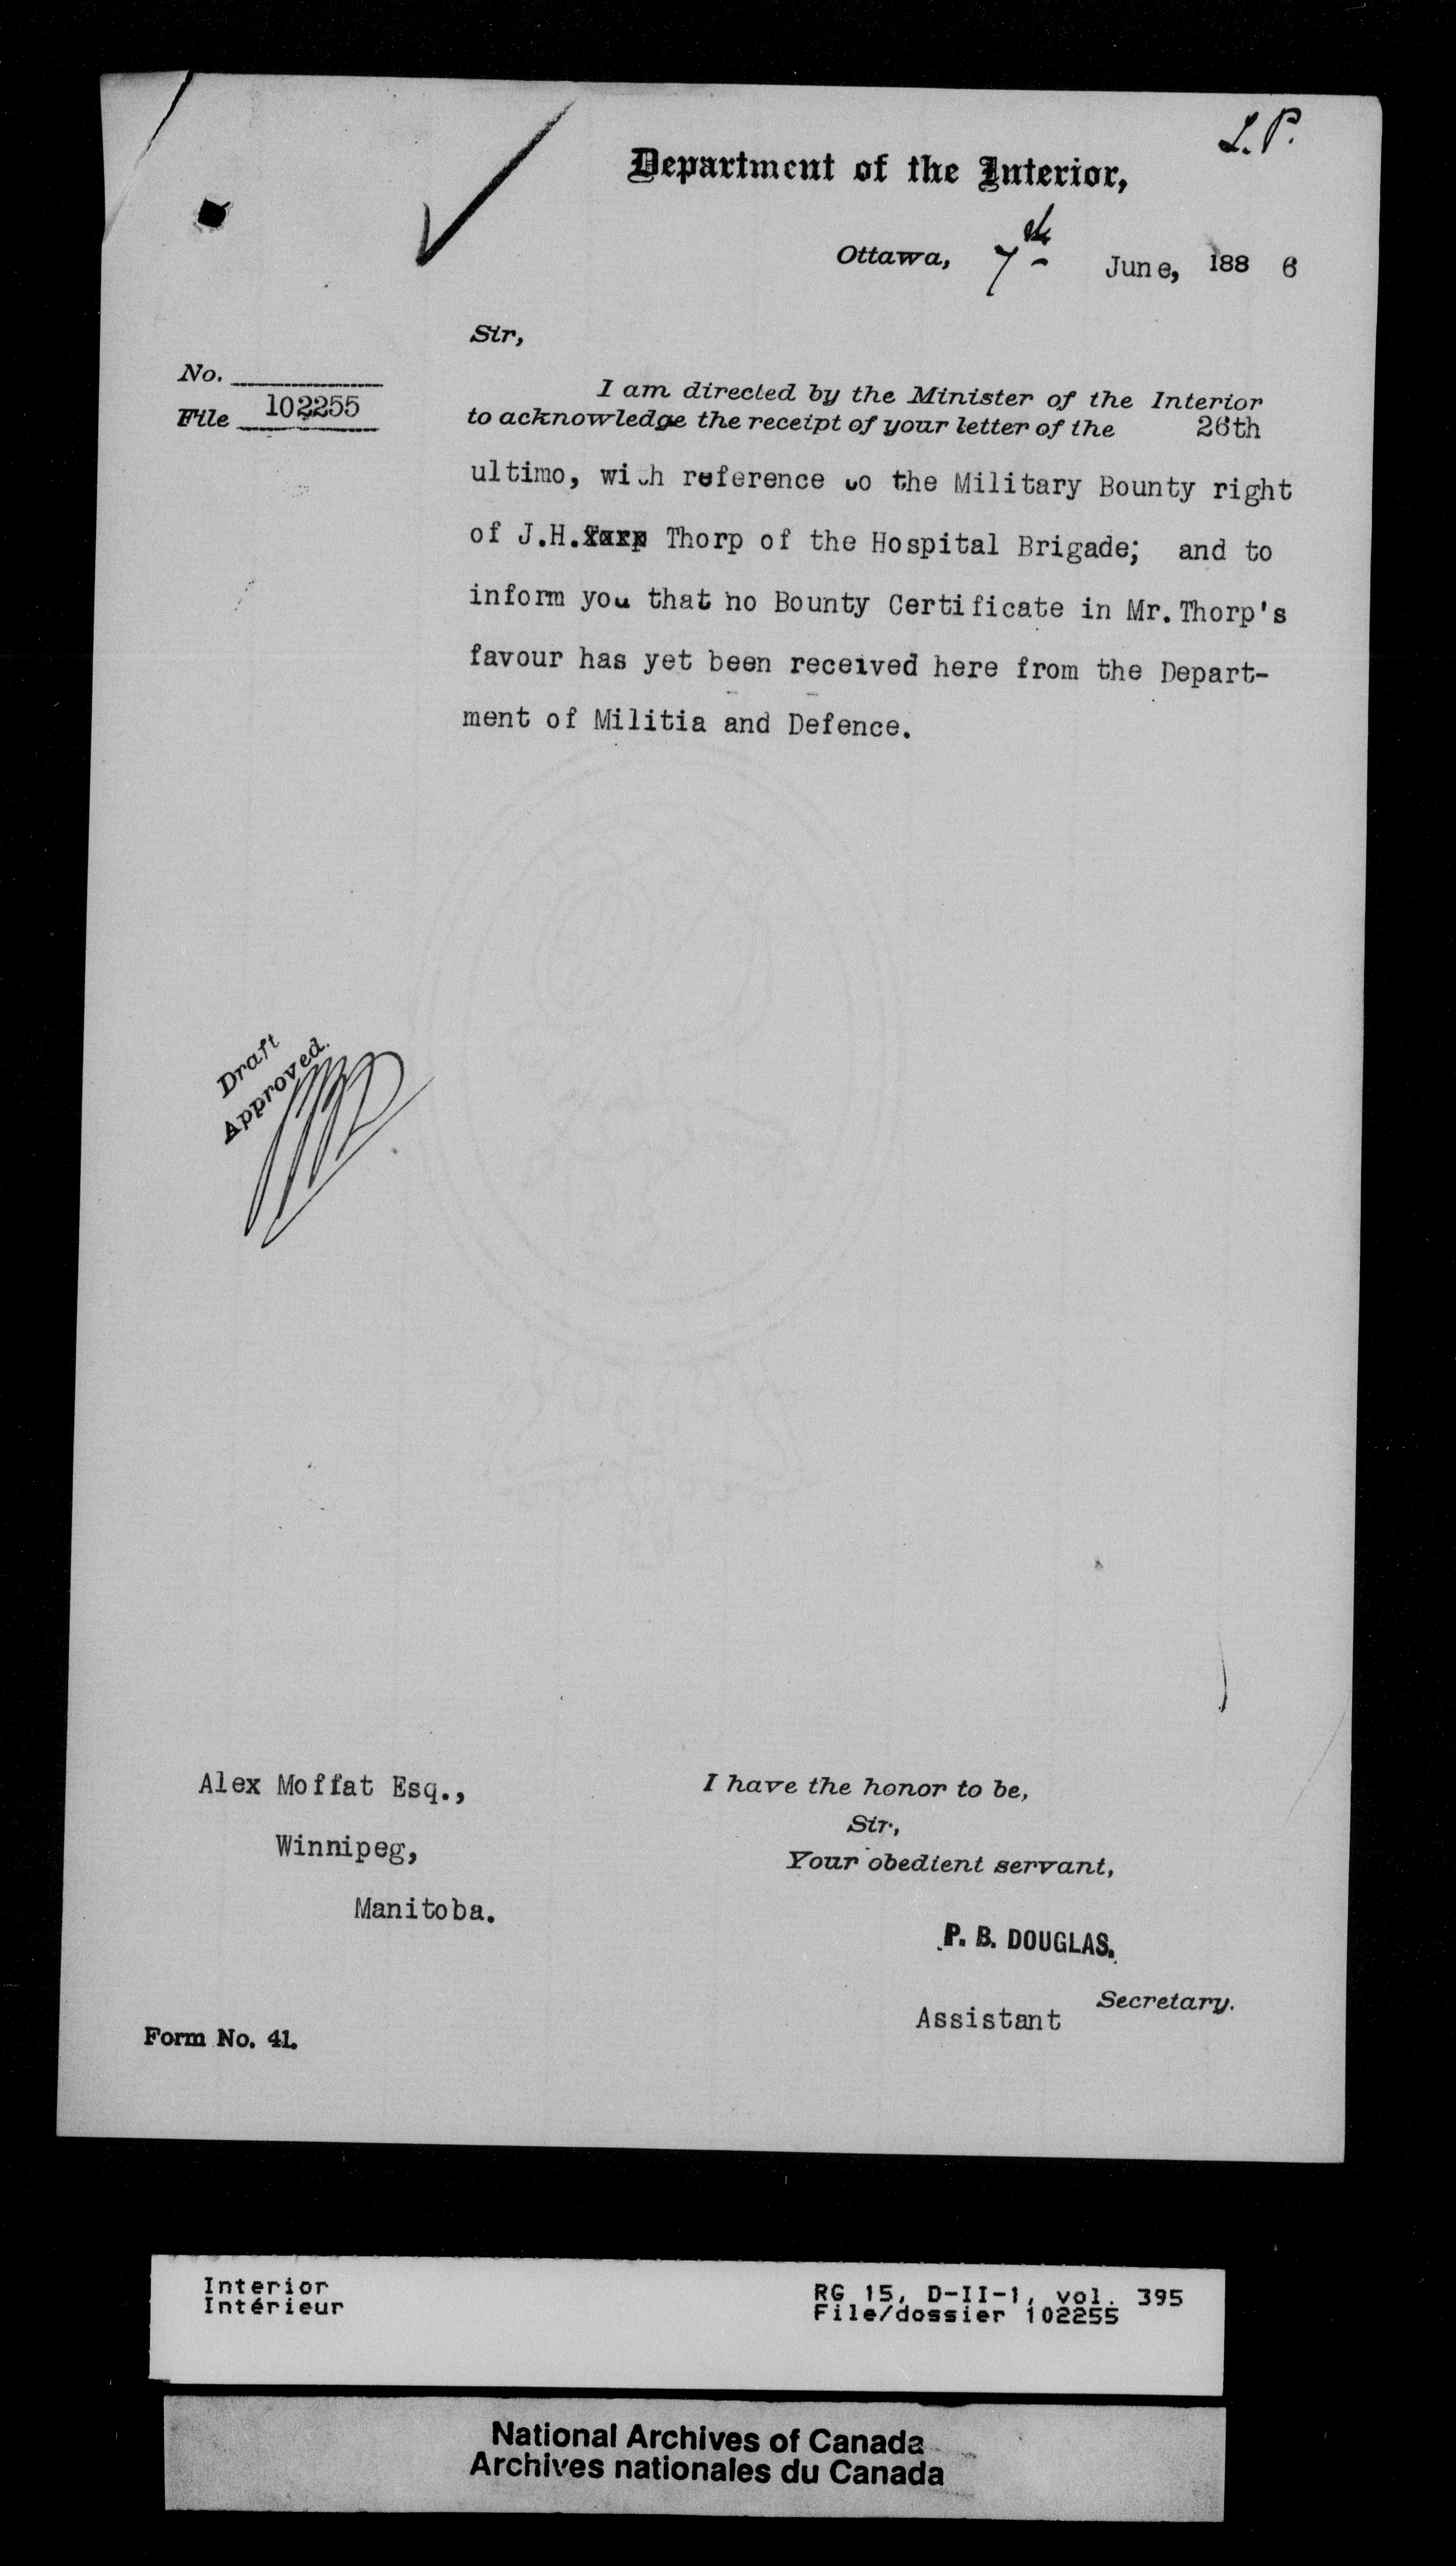 L.P.
Department of the Interior,
Ottawa, 7th June, 1886
Sir,
No.
File 102255
I am directed by the Minister of the Interior
to acknowledge the receipt of your letter of the 26th
ultimo, with reference to the Military Bounty right
of J.H. Thorp of the Hospital Brigade; and to
inform you that no Bounty Certificate in Mr. Thorp's
favour has yet been received here from the Depart-
ment of Militia and Defence.
Draft
Approved.
Alex Moffat Esq.,
Winnipeg,
Manitoba.
I have the honor to be,
Sir,
Your obedient servant,
P. B. DOUGLAS.
Assistant Secretary.
Form No. 41.
Interior
Intérieur
RG 15, D-II-1, vol. 395
File/dossier 102255
National Archives of Canada
Archives nationales du Canada